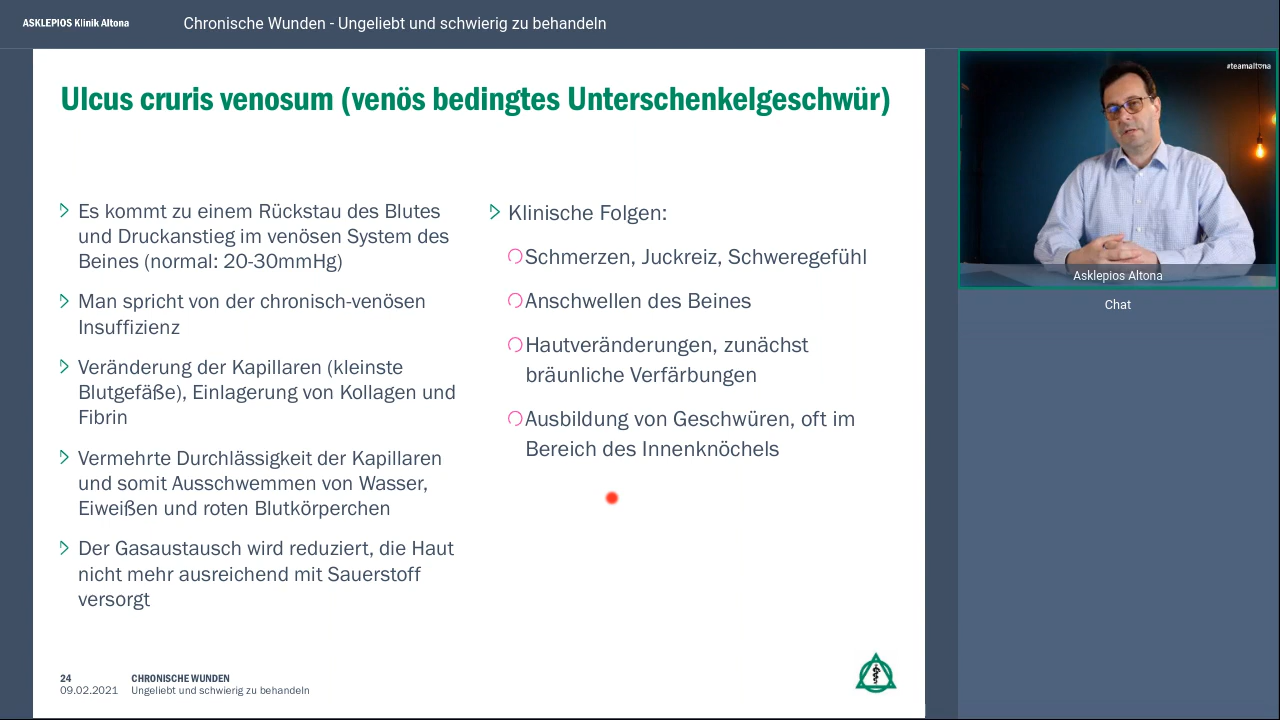 ASKLEPIOS Klinik Altona
Chronische Wunden - Ungeliebt und schwierig zu behandeln
Ulcus cruris venosum (venös bedingtes Unterschenkelgeschwür)
Es kommt zu einem Rückstau des Blutes
und Druckanstieg im venösen System des
Beines (normal: 20-30mmHg)
Man spricht von der chronisch-venösen
Insuffizienz
Veränderung der Kapillaren (kleinste
Blutgefäße), Einlagerung von Kollagen und
Fibrin
Vermehrte Durchlässigkeit der Kapillaren
und somit Ausschwemmen von Wasser,
Eiweißen und roten Blutkörperchen
Der Gasaustausch wird reduziert, die Haut
nicht mehr ausreichend mit Sauerstoff
versorgt
Klinische Folgen:
Schmerzen, Juckreiz, Schweregefühl
Anschwellen des Beines
Hautveränderungen, zunächst
bräunliche Verfärbungen
Ausbildung von Geschwüren, oft im
Bereich des Innenknöchels
24 CHRONISCHE WUNDEN
09.02.2021 Ungeliebt und schwierig zu behandeln
#teamaltona
Asklepios Altona
Chat